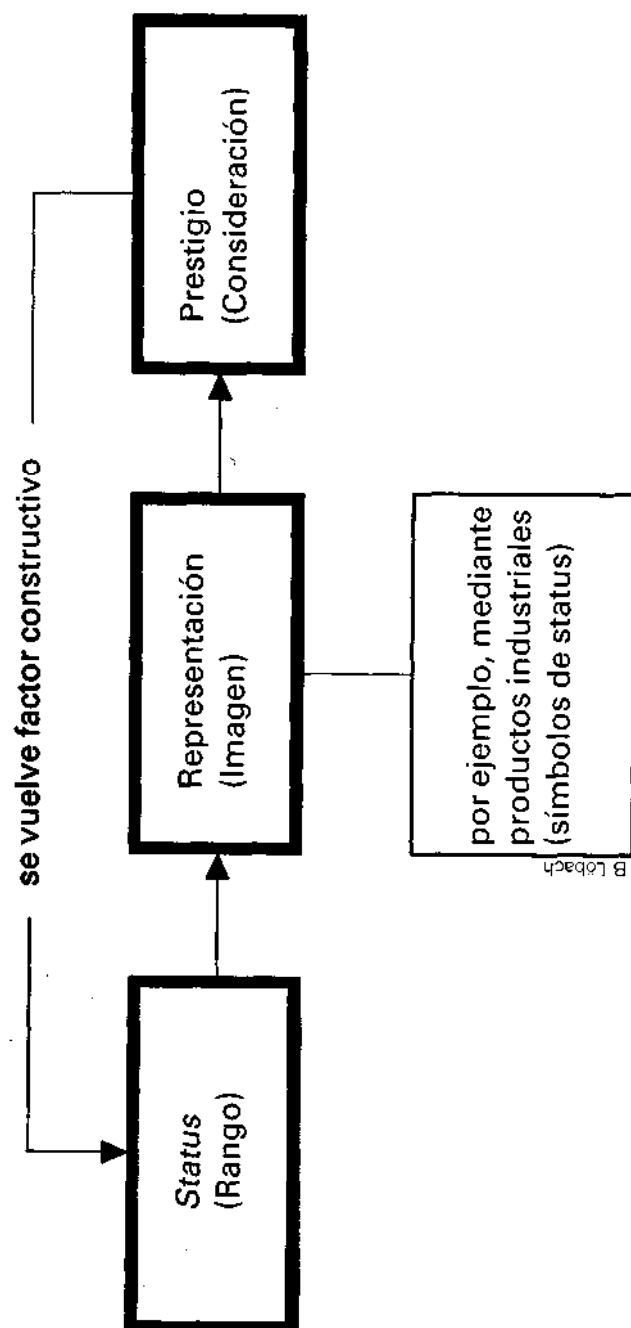 se vuelve factor constructivo
Status
(Rango)
Representación
(Imagen)
Prestigio
(Consideración)
por ejemplo, mediante
productos industriales
(símbolos de status)
B Löbach